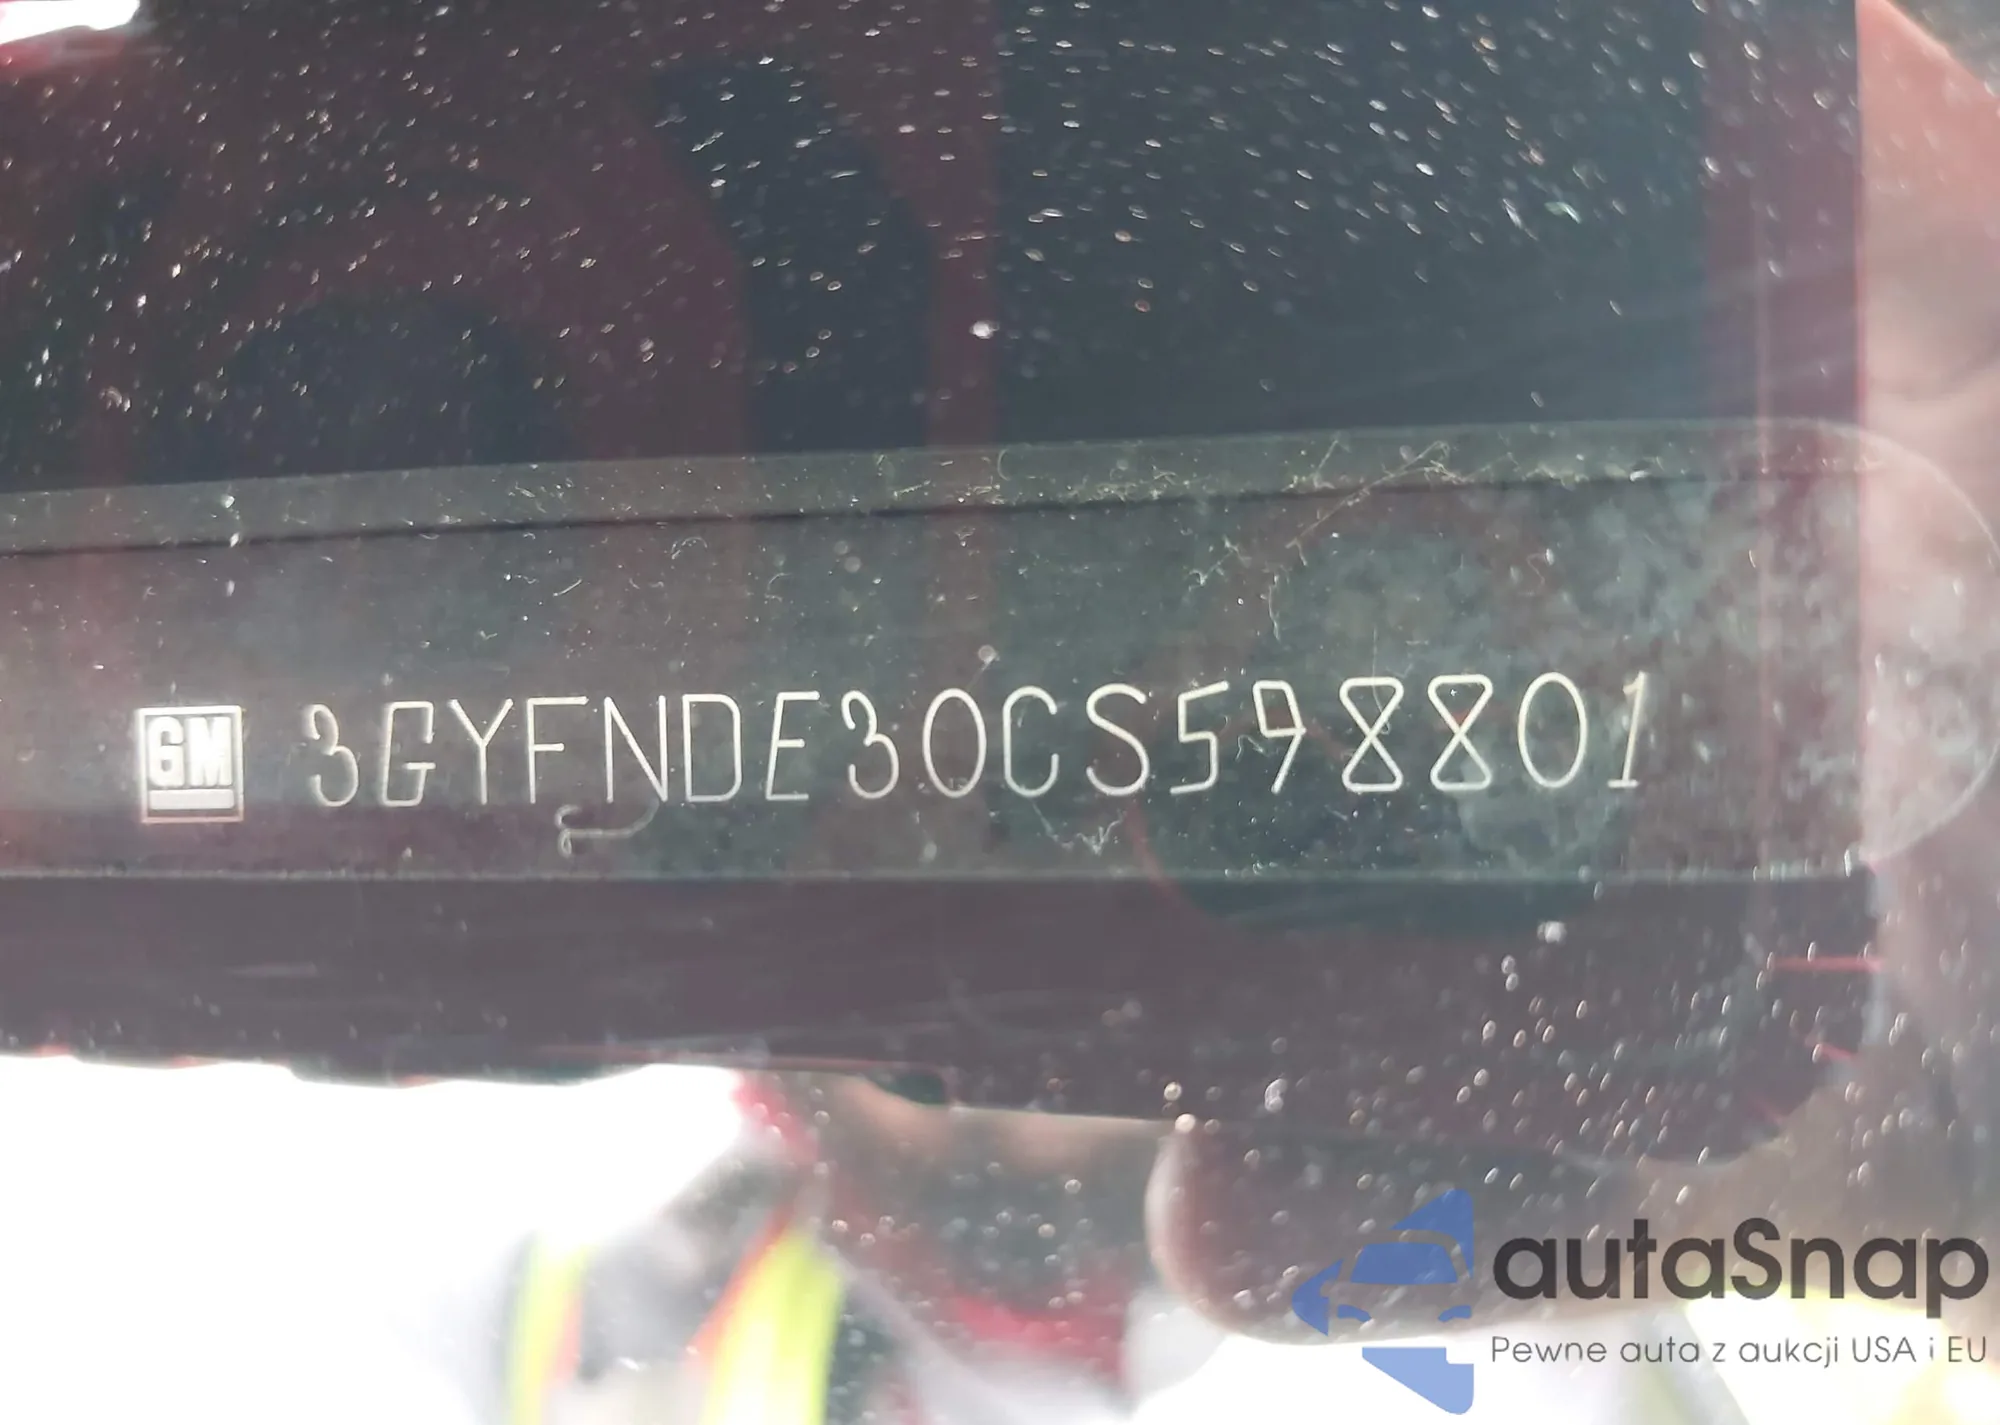 GM 3GYFNDE30CS598801
autaSnap
Pewne auta z aukcji USA i EU